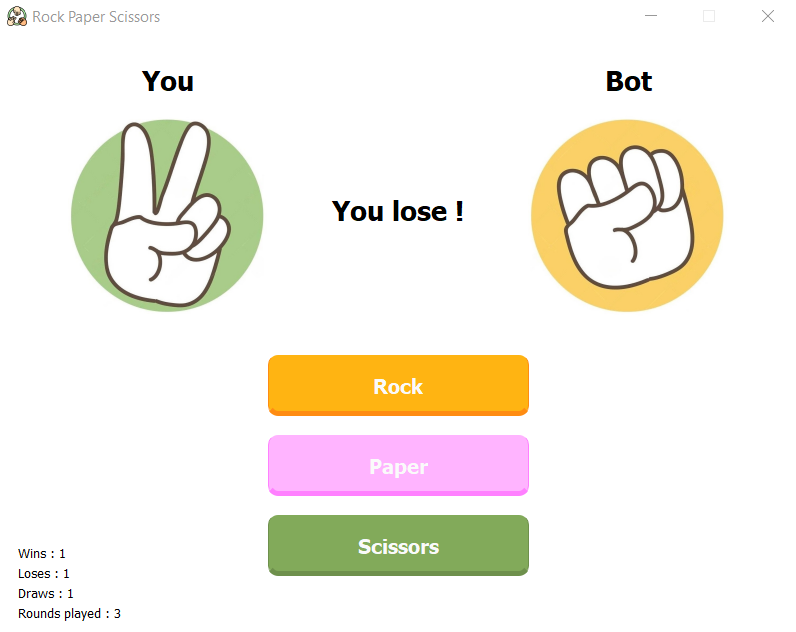 Rock Paper Scissors
You
Bot
You lose !
Rock
Paper
Scissors
Wins : 1
Loses : 1
Draws : 1
Rounds played : 3